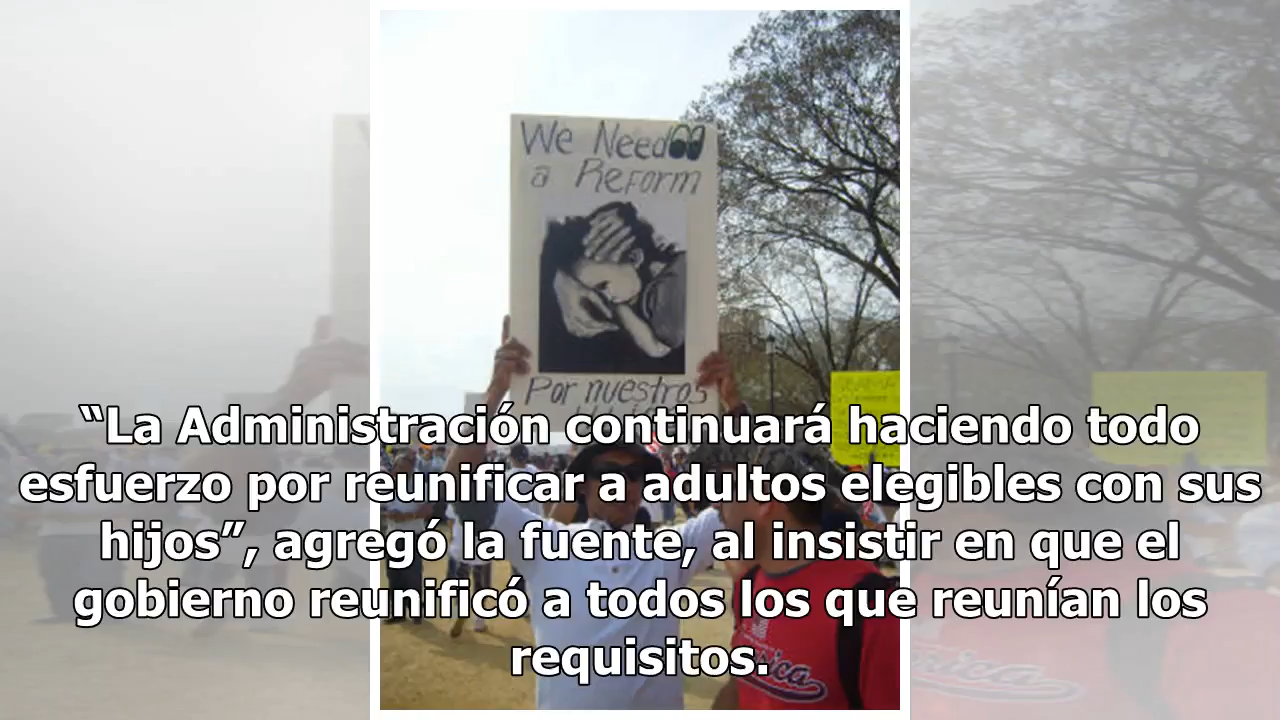 We Need
a Reform
Por nuestros
“La Administración continuará haciendo todo
esfuerzo por reunificar a adultos elegibles con sus
hijos”, agregó la fuente, al insistir en que el
gobierno reunificó a todos los que reunían los
requisitos.